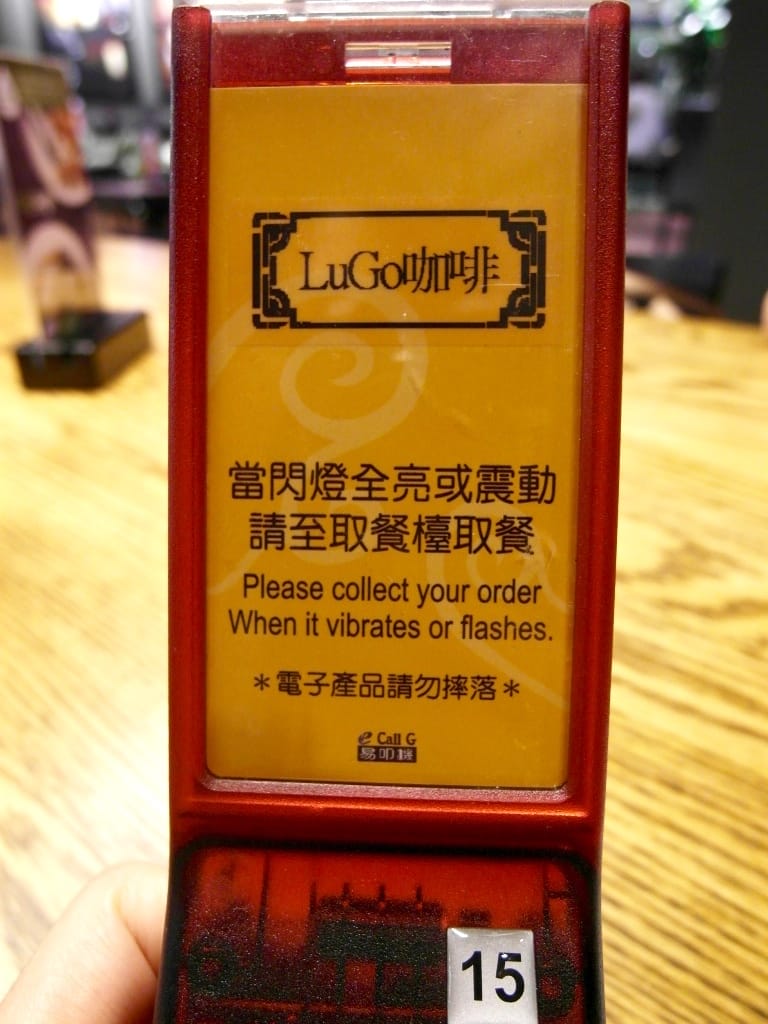 LuGo咖啡
當閃燈全亮或震動
請至取餐檯取餐
Please collect your order
When it vibrates or flashes.
*電子產品請勿摔落*
e Call G
易叩機
15